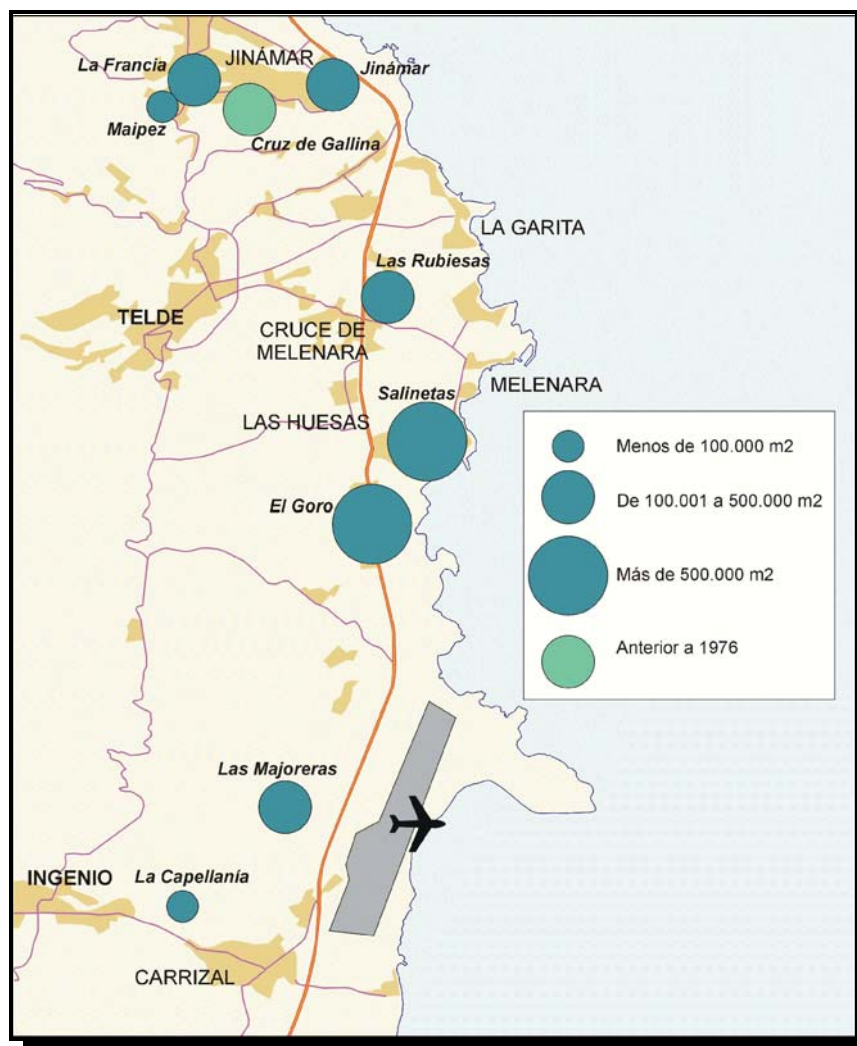 JINÁMAR
La Francia
Jinámar
Maipez
Cruz de Gallina
LA GARITA
Las Rubiesas
TELDE
CRUCE DE
MELENARA
MELENARA
Salinetas
LAS HUESAS
El Goro
Menos de 100.000 m2
De 100.001 a 500.000 m2
Más de 500.000 m2
Anterior a 1976
Las Majoreras
INGENIO
La Capellanía
CARRIZAL